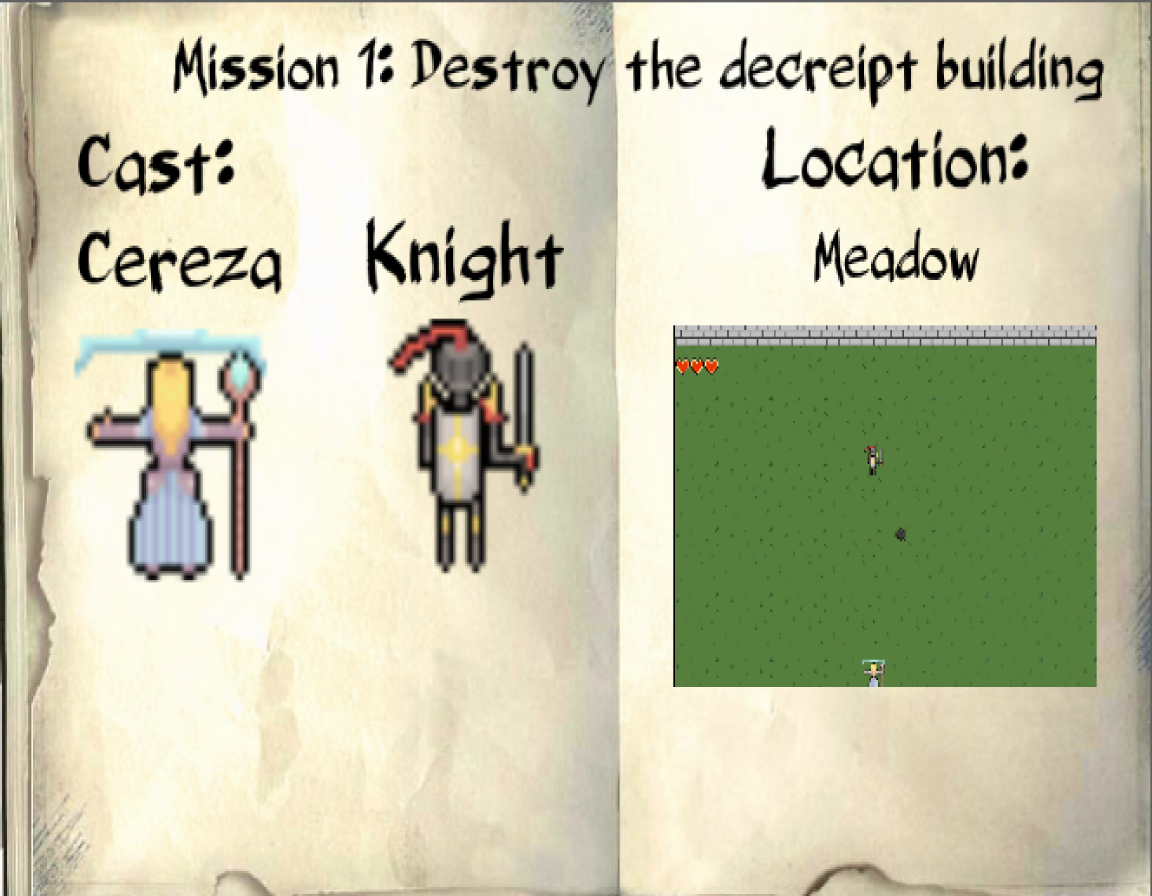 Mission 1: Destroy the decreipt building
Cast:
Cereza
Knight
Location:
Meadow